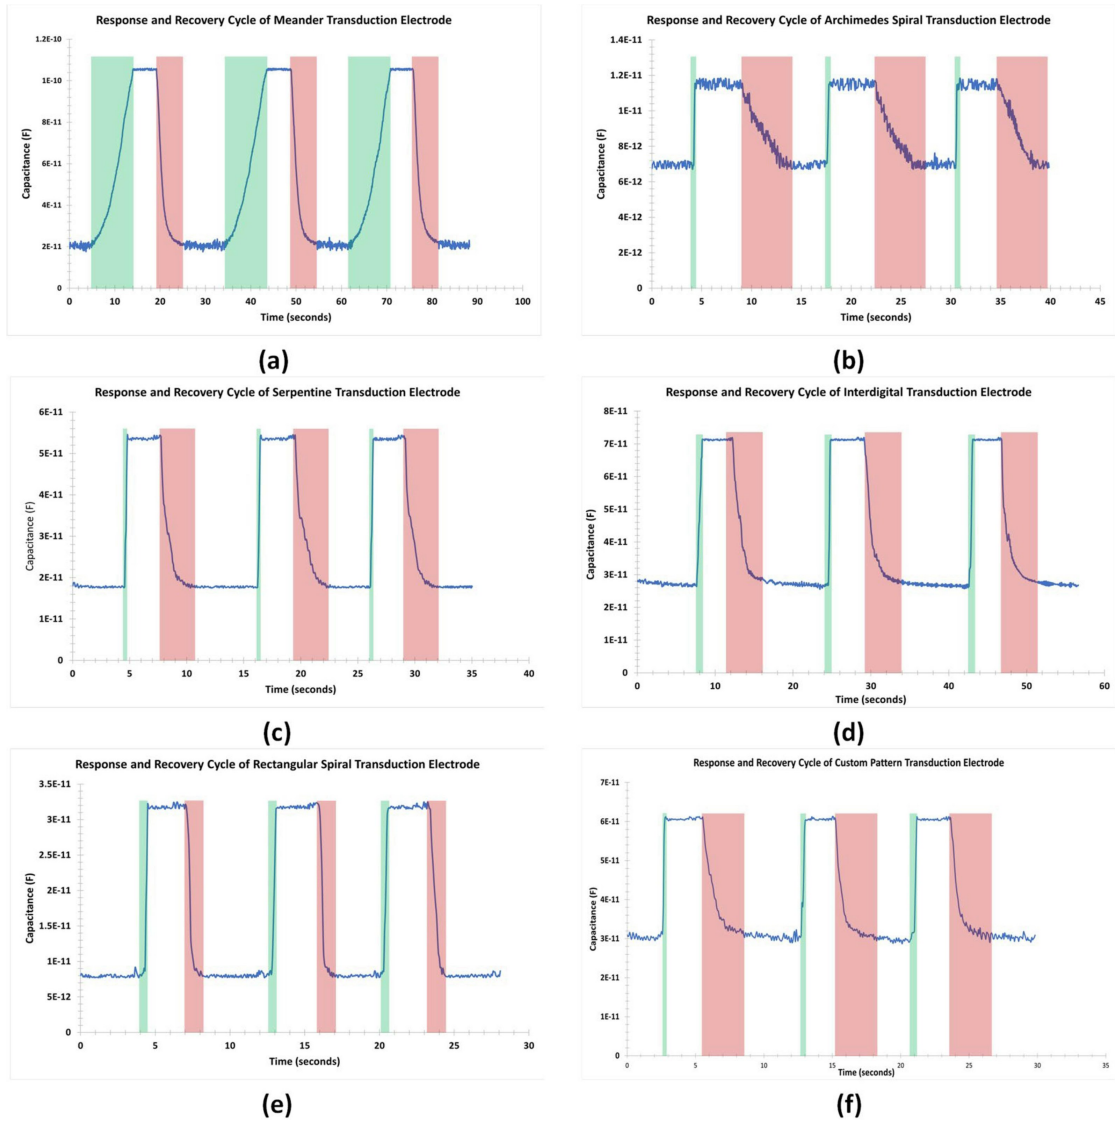 Response and Recovery Cycle of Meander Transduction Electrode
1.2E-10
1E-10
8E-11
6E-11
4E-11
2E-11
0
Capacitance (F)
0 10 20 30 40 50 60 70 80 90 100
Time (seconds)
(a)
Response and Recovery Cycle of Archimedes Spiral Transduction Electrode
1.4E-11
1.2E-11
1E-11
8E-12
6E-12
4E-12
2E-12
0
Capacitance (F)
0 5 10 15 20 25 30 35 40 45
Time (seconds)
(b)
Response and Recovery Cycle of Serpentine Transduction Electrode
6E-11
5E-11
4E-11
3E-11
2E-11
1E-11
0
Capacitance (F)
0 5 10 15 20 25 30 35 40
Time (seconds)
(c)
Response and Recovery Cycle of Interdigital Transduction Electrode
8E-11
7E-11
6E-11
5E-11
4E-11
3E-11
2E-11
1E-11
0
Capacitance (F)
0 10 20 30 40 50 60
Time (seconds)
(d)
Response and Recovery Cycle of Rectangular Spiral Transduction Electrode
3.5E-11
3E-11
2.5E-11
2E-11
1.5E-11
1E-11
5E-12
0
Capacitance (F)
0 5 10 15 20 25 30
Time (seconds)
(e)
Response and Recovery Cycle of Custom Pattern Transduction Electrode
7E-11
6E-11
5E-11
4E-11
3E-11
2E-11
1E-11
0
Capacitance (F)
0 5 10 15 20 25 30 35
Time (seconds)
(f)